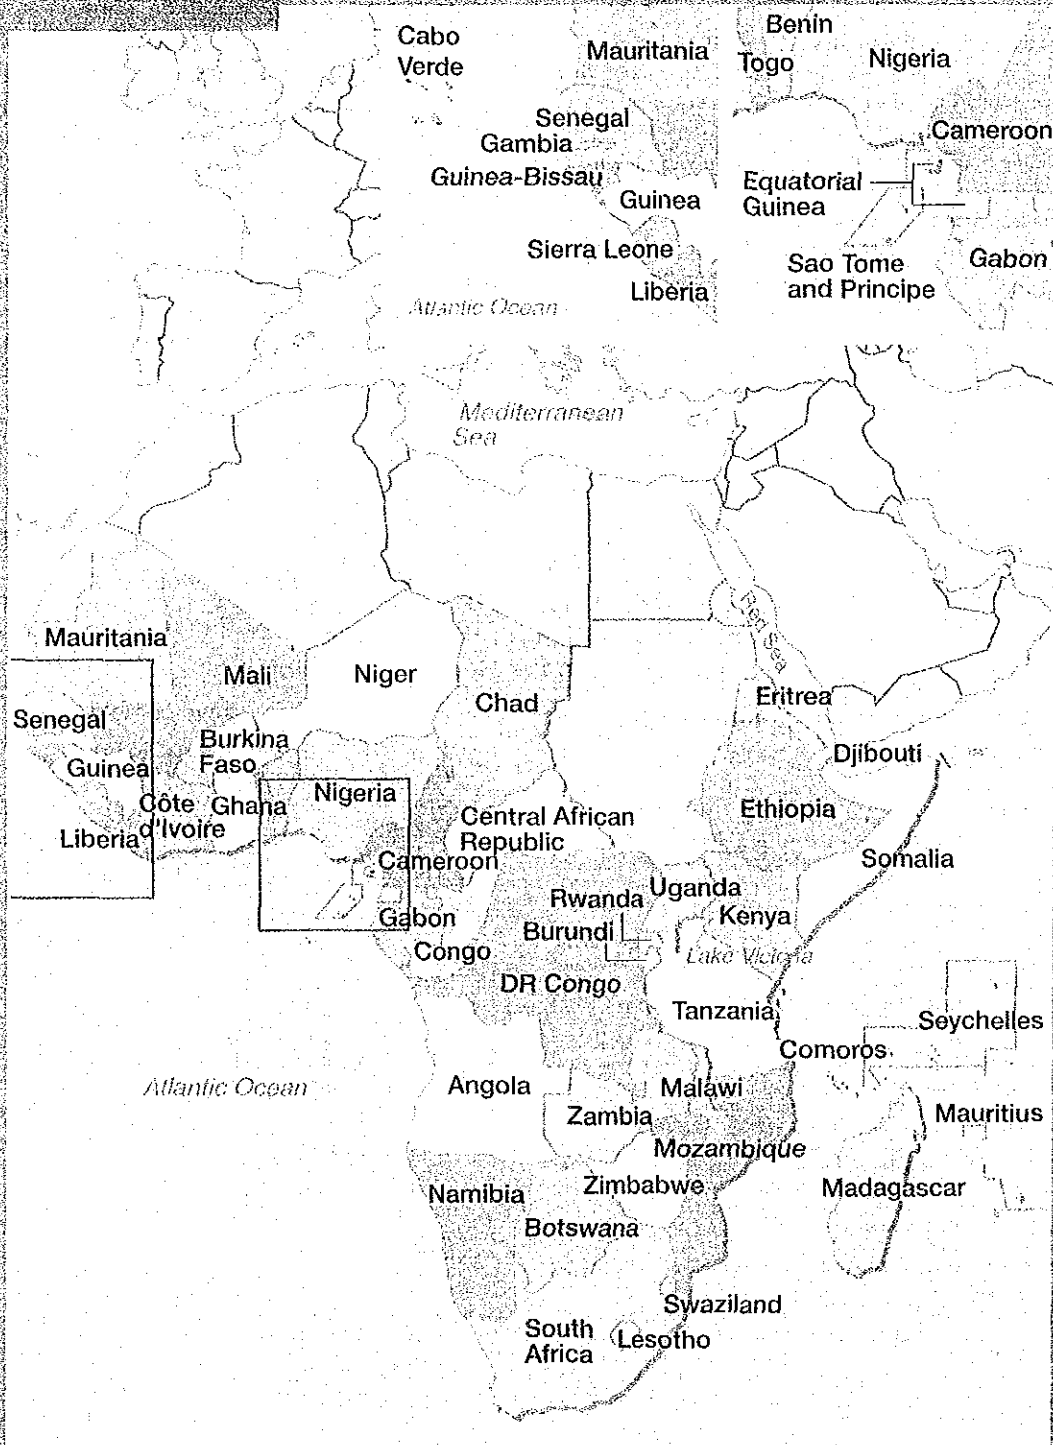 Cabo
Verde
Mauritania
Senegal
Gambia
Guinea-Bissau
Guinea
Sierra Leone
Liberia
Atlantic Ocean
Benin
Togo
Nigeria
Cameroon
Equatorial
Guinea
Sao Tome
and Principe
Gabon
Mediterranean
Sea
Red Sea
Mauritania
Mali
Niger
Chad
Eritrea
Senegal
Burkina
Faso
Djibouti
Guinea
Côte
d'Ivoire
Ghana
Nigeria
Liberia
Central African
Republic
Ethiopia
Cameroon
Somalia
Rwanda
Uganda
Gabon
Burundi
Kenya
Congo
Lake Victoria
DR Congo
Tanzania
Seychelles
Comoros
Atlantic Ocean
Angola
Malawi
Zambia
Mauritius
Mozambique
Namibia
Zimbabwe
Madagascar
Botswana
Swaziland
South
Africa
Lesotho